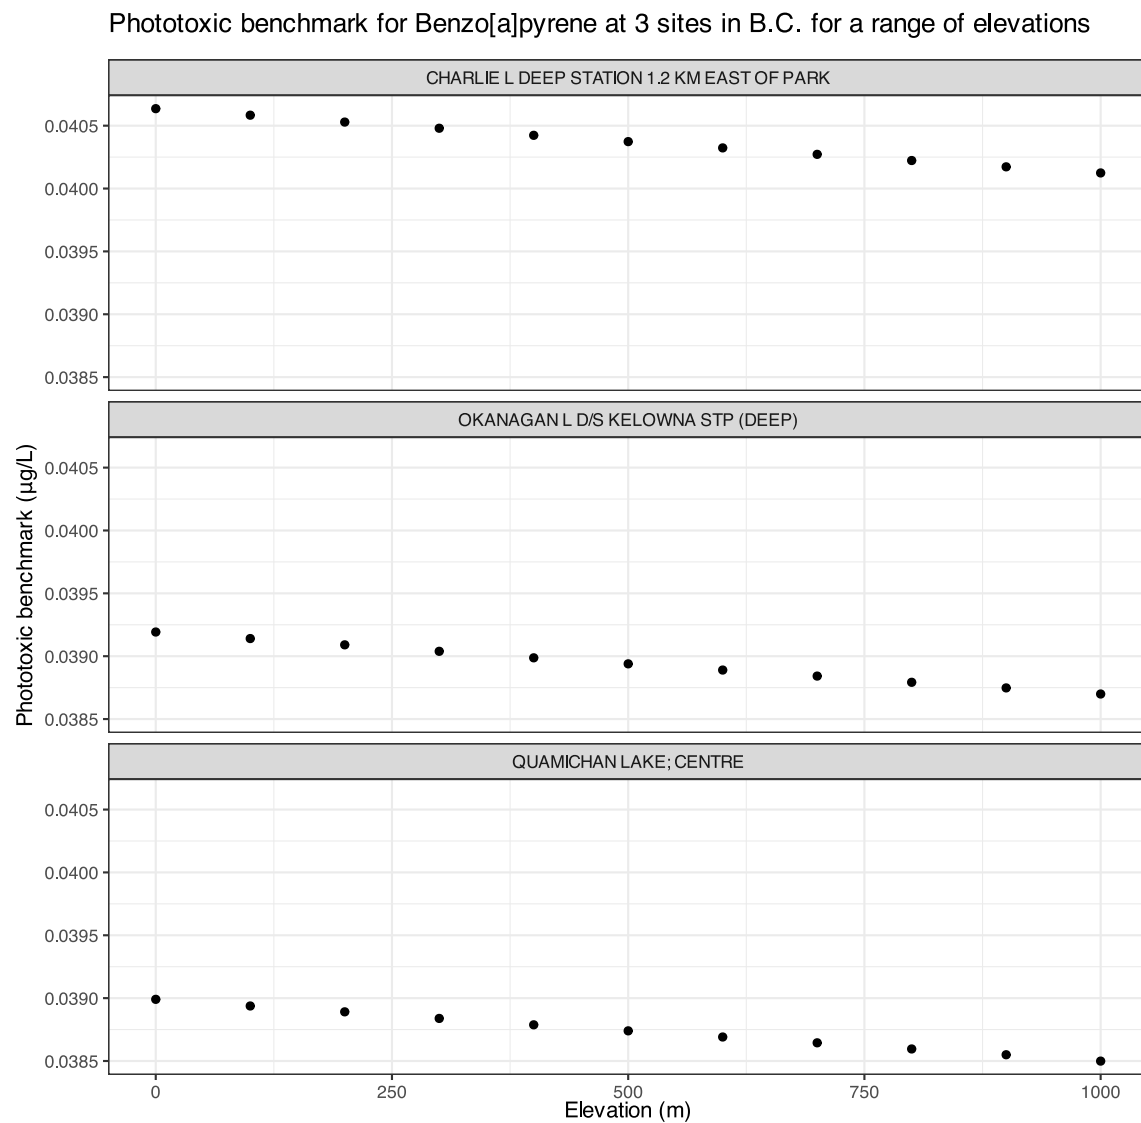 Phototoxic benchmark for Benzo[a]pyrene at 3 sites in B.C. for a range of elevations
CHARLIE L DEEP STATION 1.2 KM EAST OF PARK
0.0405
0.0400
0.0395
0.0390
0.0385
OKANAGAN L D/S KELOWNA STP (DEEP)
0.0405
0.0400
0.0395
0.0390
0.0385
Phototoxic benchmark (µg/L)
QUAMICHAN LAKE; CENTRE
0.0405
0.0400
0.0395
0.0390
0.0385
0 250 500 750 1000
Elevation (m)